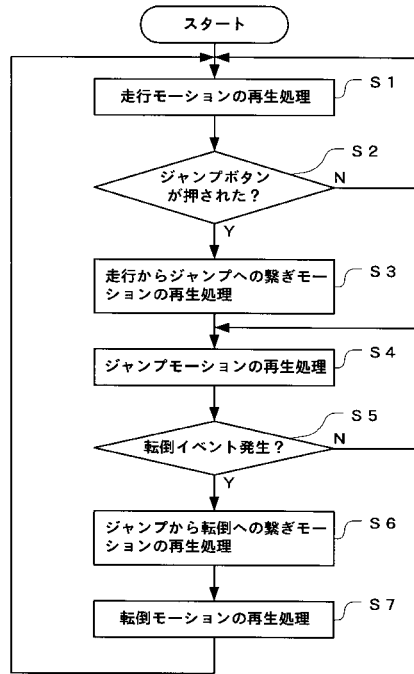 スタート
走行モーションの再生処理
S1
ジャンプボタン
が押された?
S2
N
Y
走行からジャンプへの繋ぎモー
ションの再生処理
S3
ジャンプモーションの再生処理
S4
転倒イベント発生?
S5
N
Y
ジャンプから転倒への繋ぎモー
ションの再生処理
S6
転倒モーションの再生処理
S7